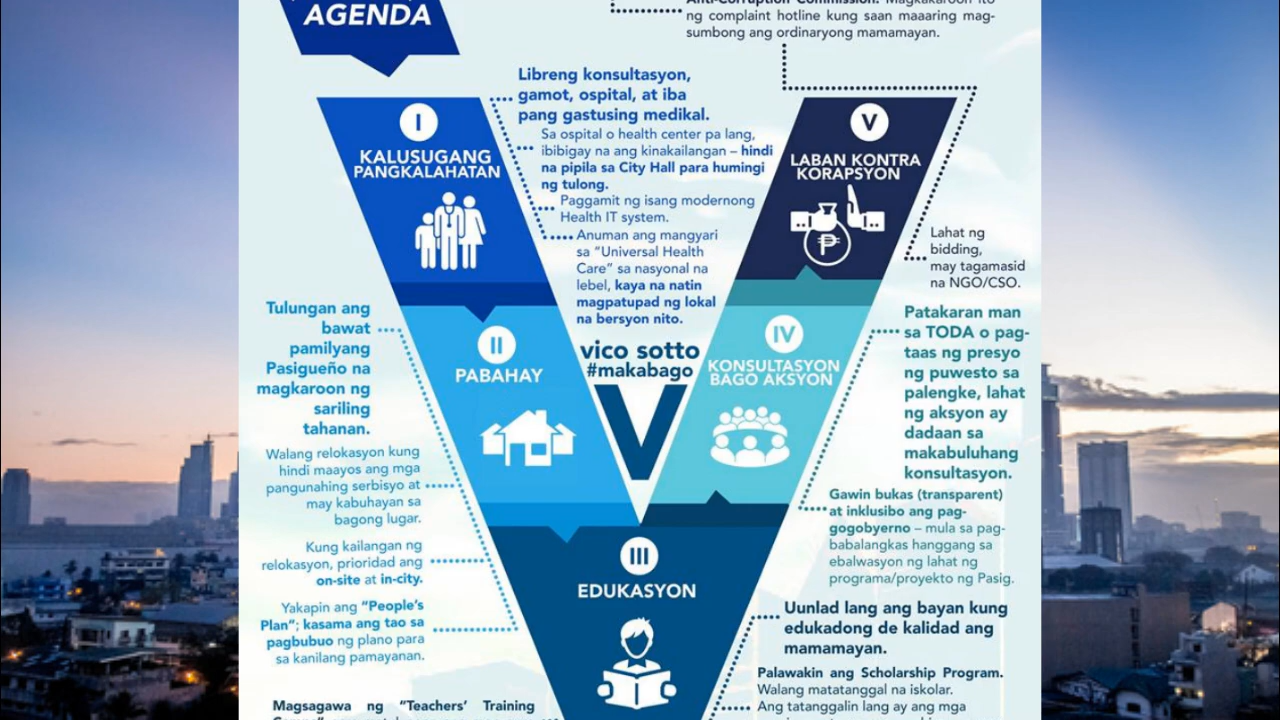 AGENDA
Anti-Corruption Commission. Magkakaroon ito
ng complaint hotline kung saan maaaring mag-
sumbong ang ordinaryong mamamayan.
Libreng konsultasyon,
gamot, ospital, at iba
pang gastusing medikal.
Sa ospital o health center pa lang,
ibibigay na ang kinakailangan – hindi
na pipila sa City Hall para humingi
ng tulong.
Paggamit ng isang modernong
Health IT system.
Anuman ang mangyari
sa “Universal Health
Care” sa nasyonal na
lebel, kaya na natin
magpatupad ng lokal
na bersyon nito.
I
KALUSUGANG
PANGKALAHATAN
V
LABAN KONTRA
KORAPSYON
Lahat ng
bidding,
may tagamasid
na NGO/CSO.
Tulungan ang
bawat
pamilyang
Pasigueño na
magkaroon ng
sariling
tahanan.
Walang relokasyon kung
hindi maayos ang mga
pangunahing serbisyo at
may kabuhayan sa
bagong lugar.
Kung kailangan ng
relokasyon, prioridad ang
on-site at in-city.
Yakapin ang “People’s
Plan”; kasama ang tao sa
pagbubuo ng plano para
sa kanilang pamayanan.
II
PABAHAY
vico sotto
#makabago
V
IV
KONSULTASYON
BAGO AKSYON
Patakaran man
sa TODA o pag-
taas ng presyo
ng puwesto sa
palengke, lahat
ng aksyon ay
dadaan sa
makabuluhang
konsultasyon.
Gawin bukas (transparent)
at inklusibo ang pag-
gogobyerno – mula sa pag-
babalangkas hanggang sa
ebalwasyon ng lahat ng
programa/proyekto ng Pasig.
III
EDUKASYON
Uunlad lang ang bayan kung
edukadong de kalidad ang
mamamayan.
Palawakin ang Scholarship Program.
Walang matatanggal na iskolar.
Ang tatanggalin lang ay ang mga
Magsagawa ng “Teachers’ Training